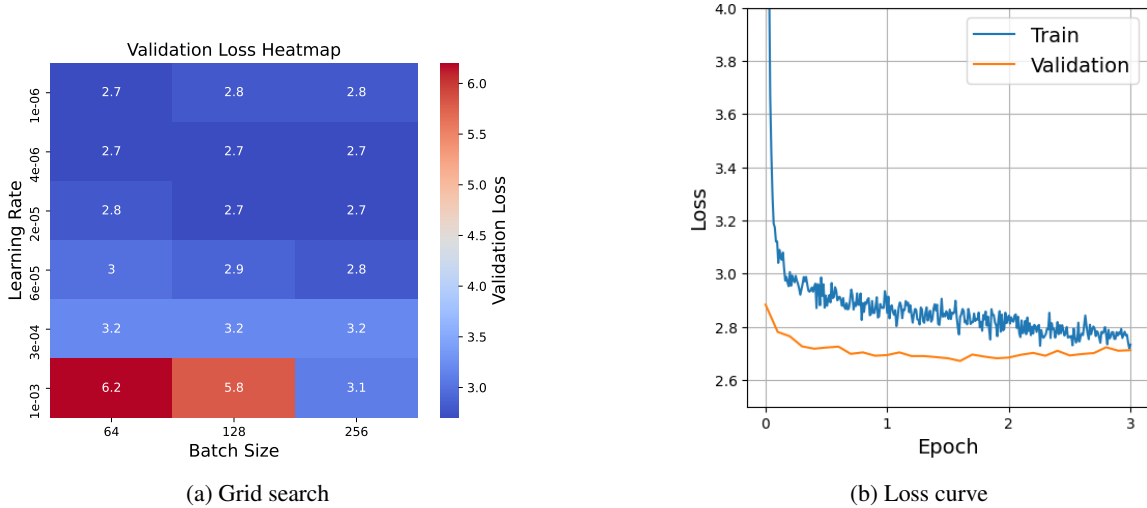 Validation Loss Heatmap
Learning Rate
1e-06
2.7
2.8
2.8
4e-06
2.7
2.7
2.7
2e-05
2.8
2.7
2.7
6e-05
3
2.9
2.8
3e-04
3.2
3.2
3.2
1e-03
6.2
5.8
3.1
64
128
256
Batch Size
6.0
5.5
5.0
4.5
4.0
3.5
3.0
Validation Loss
(a) Grid search
4.0
3.8
3.6
3.4
3.2
3.0
2.8
2.6
Loss
Train
Validation
0
1
2
3
Epoch
(b) Loss curve